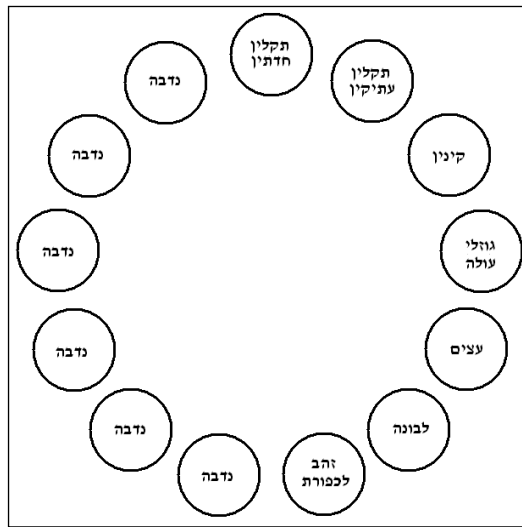 תקלין
חדתין
תקלין
עתיקין
קינין
גוזלי
עולה
עצים
לבונה
זהב
לכפורת
נדבה
נדבה
נדבה
נדבה
נדבה
נדבה